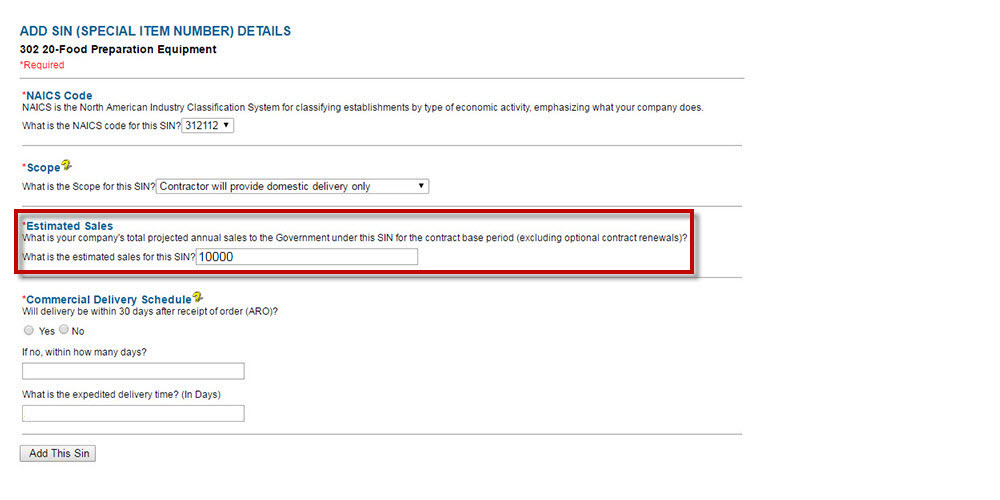 ADD SIN (SPECIAL ITEM NUMBER) DETAILS
302 20-Food Preparation Equipment
*Required
*NAICS Code
NAICS is the North American Industry Classification System for classifying establishments by type of economic activity, emphasizing what your company does.
What is the NAICS code for this SIN? 312112
*Scope
What is the Scope for this SIN? Contractor will provide domestic delivery only
*Estimated Sales
What is your company's total projected annual sales to the Government under this SIN for the contract base period (excluding optional contract renewals)?
What is the estimated sales for this SIN? 10000
*Commercial Delivery Schedule
Will delivery be within 30 days after receipt of order (ARO)?
Yes No
If no, within how many days?
What is the expedited delivery time? (In Days)
Add This Sin